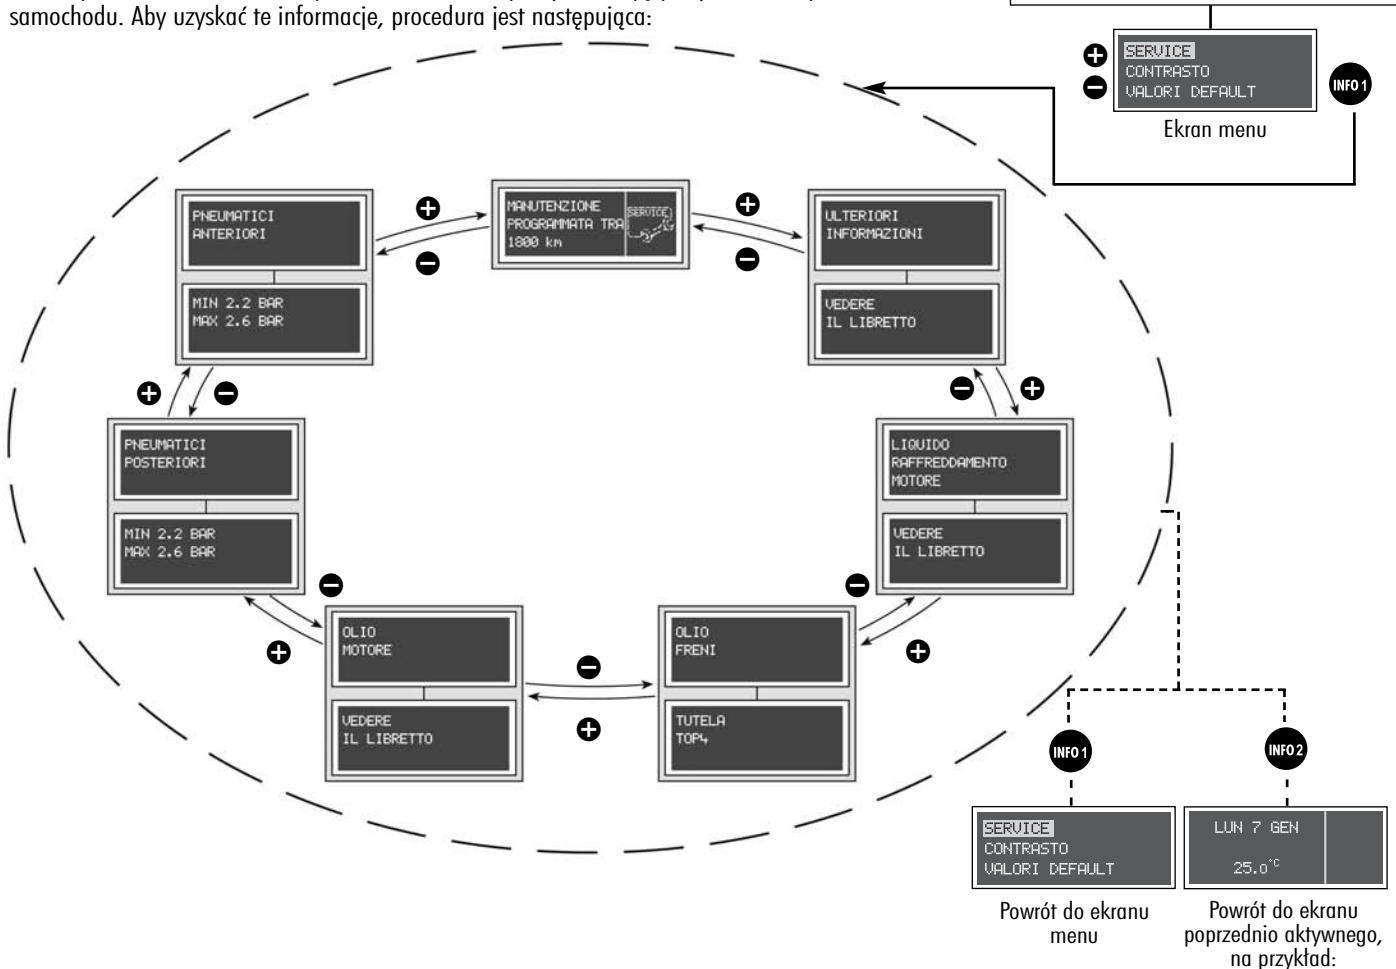 samochodu. Aby uzyskać te informacje, procedura jest następująca:
SERVICE
CONTRASTO
VALORI DEFAULT
INFO 1
Ekran menu
PNEUMATICI
ANTERIORI
MIN 2.2 BAR
MAX 2.6 BAR
MANUTENZIONE
PROGRAMMATA TRA
1800 km
SERVICE
ULTERIORI
INFORMAZIONI
VEDERE
IL LIBRETTO
PNEUMATICI
POSTERIORI
MIN 2.2 BAR
MAX 2.6 BAR
LIQUIDO
RAFFREDDAMENTO
MOTORE
VEDERE
IL LIBRETTO
OLIO
MOTORE
VEDERE
IL LIBRETTO
OLIO
FRENI
TUTELA
TOP4
INFO 1
INFO 2
SERVICE
CONTRASTO
VALORI DEFAULT
LUN 7 GEN
25.0°C
Powrót do ekranu
menu
Powrót do ekranu
poprzednio aktywnego,
na przykład: